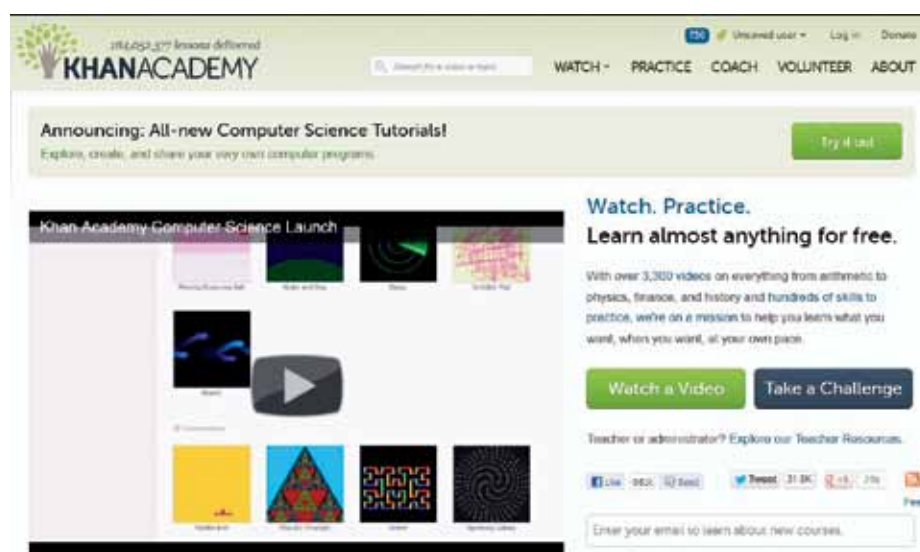 lessons delivered
KHANACADEMY
750 Unsaved user Log in Donate
WATCH PRACTICE COACH VOLUNTEER ABOUT
Announcing: All-new Computer Science Tutorials!
Explore, create, and share your very own computer programs.
Try it out
Khan Academy Computer Science Launch
Watch. Practice.
Learn almost anything for free.
With over 3,300 videos on everything from arithmetic to
physics, finance, and history and hundreds of skills to
practice, we're on a mission to help you learn what you
want, when you want, at your own pace.
Watch a Video
Take a Challenge
Teacher or administrator? Explore our Teacher Resources.
Like Send Tweet 31.8K +1
Enter your email to learn about new courses.